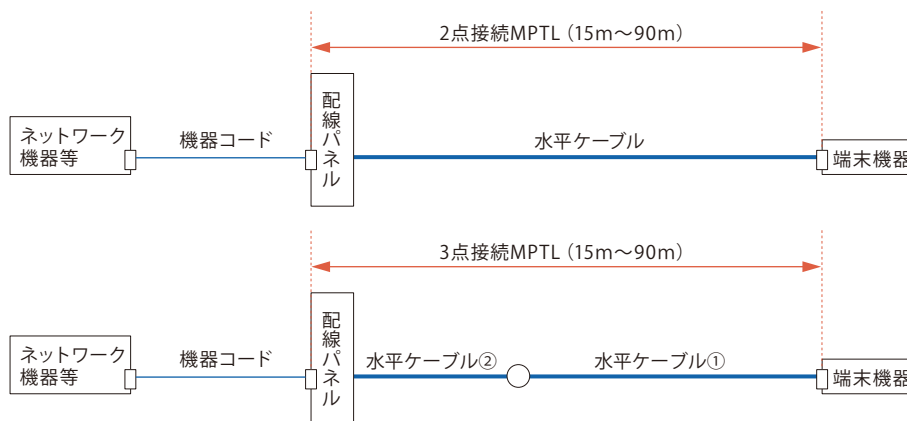 2点接続MPTL（15m～90m）
ネットワーク
機器等
機器コード
配線パネル
水平ケーブル
端末機器
3点接続MPTL（15m～90m）
ネットワーク
機器等
機器コード
配線パネル
水平ケーブル②
水平ケーブル①
端末機器